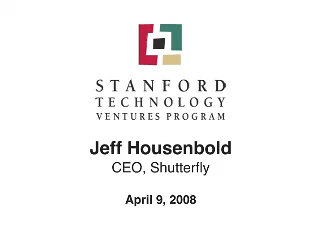 STANFORD
TECHNOLOGY
VENTURES PROGRAM
Jeff Housenbold
CEO, Shutterfly
April 9, 2008